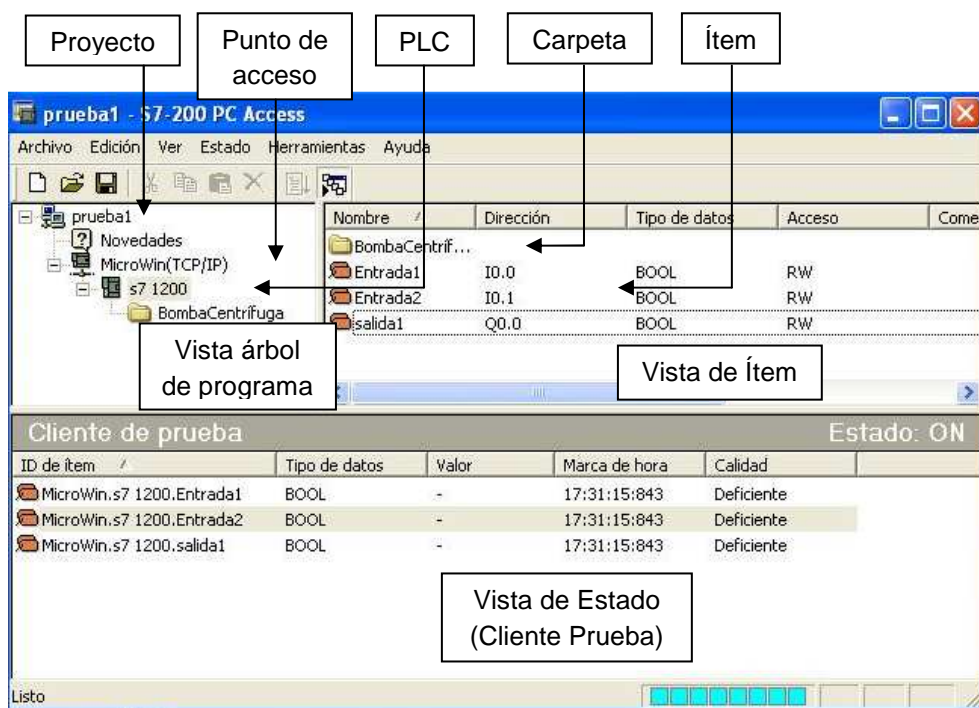 Proyecto
Punto de
acceso
PLC
Carpeta
Ítem
prueba1 - S7-200 PC Access
Archivo Edición Ver Estado Herramientas Ayuda
prueba1
Novedades
MicroWin(TCP/IP)
s7 1200
BombaCentrífuga
Nombre Dirección Tipo de datos Acceso Come
BombaCentríf...
Entrada1 I0.0 BOOL RW
Entrada2 I0.1 BOOL RW
salida1 Q0.0 BOOL RW
Vista árbol
de programa
Vista de Ítem
Cliente de prueba Estado: ON
ID de ítem Tipo de datos Valor Marca de hora Calidad
MicroWin.s7 1200.Entrada1 BOOL - 17:31:15:843 Deficiente
MicroWin.s7 1200.Entrada2 BOOL - 17:31:15:843 Deficiente
MicroWin.s7 1200.salida1 BOOL - 17:31:15:843 Deficiente
Vista de Estado
(Cliente Prueba)
Listo